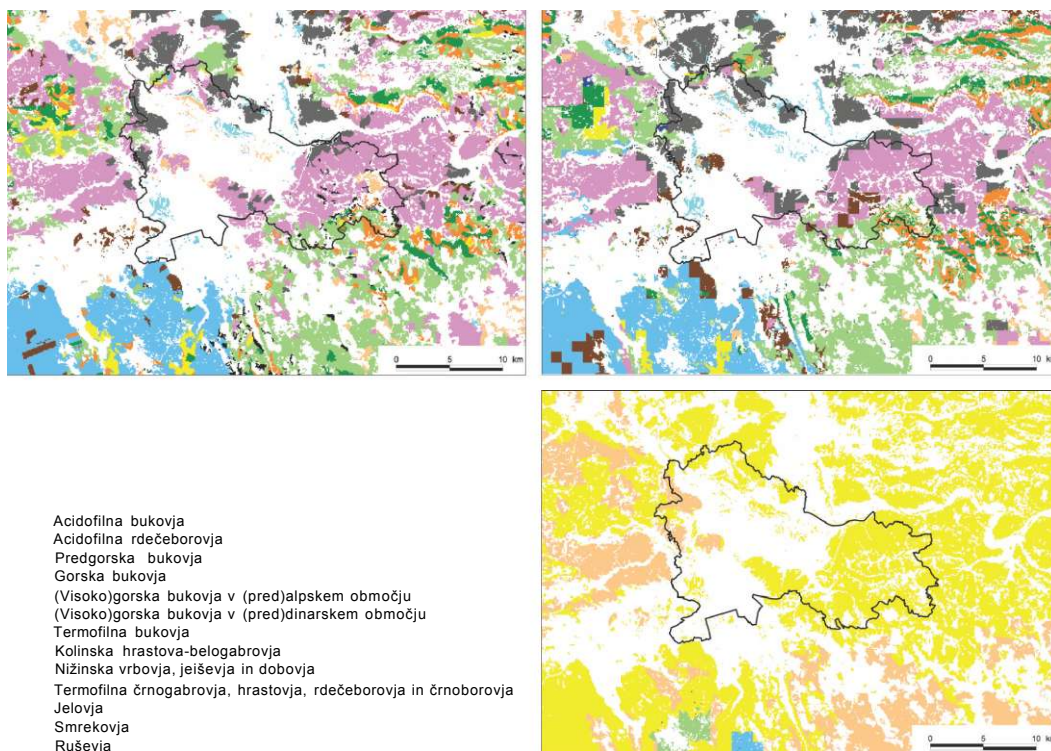 0 5 10 km
0 5 10 km
Acidofilna bukovja
Acidofilna rdečeborovja
Predgorska bukovja
Gorska bukovja
(Visoko)gorska bukovja v (pred)alpskem območju
(Visoko)gorska bukovja v (pred)dinarskem območju
Termofilna bukovja
Kolinska hrastova-belogabrovja
Nižinska vrbovja, jeiševja in dobovja
Termofilna črnogabrovja, hrastovja, rdečeborovja in črnoborovja
Jelovja
Smrekovja
Ruševja
0 5 10 km